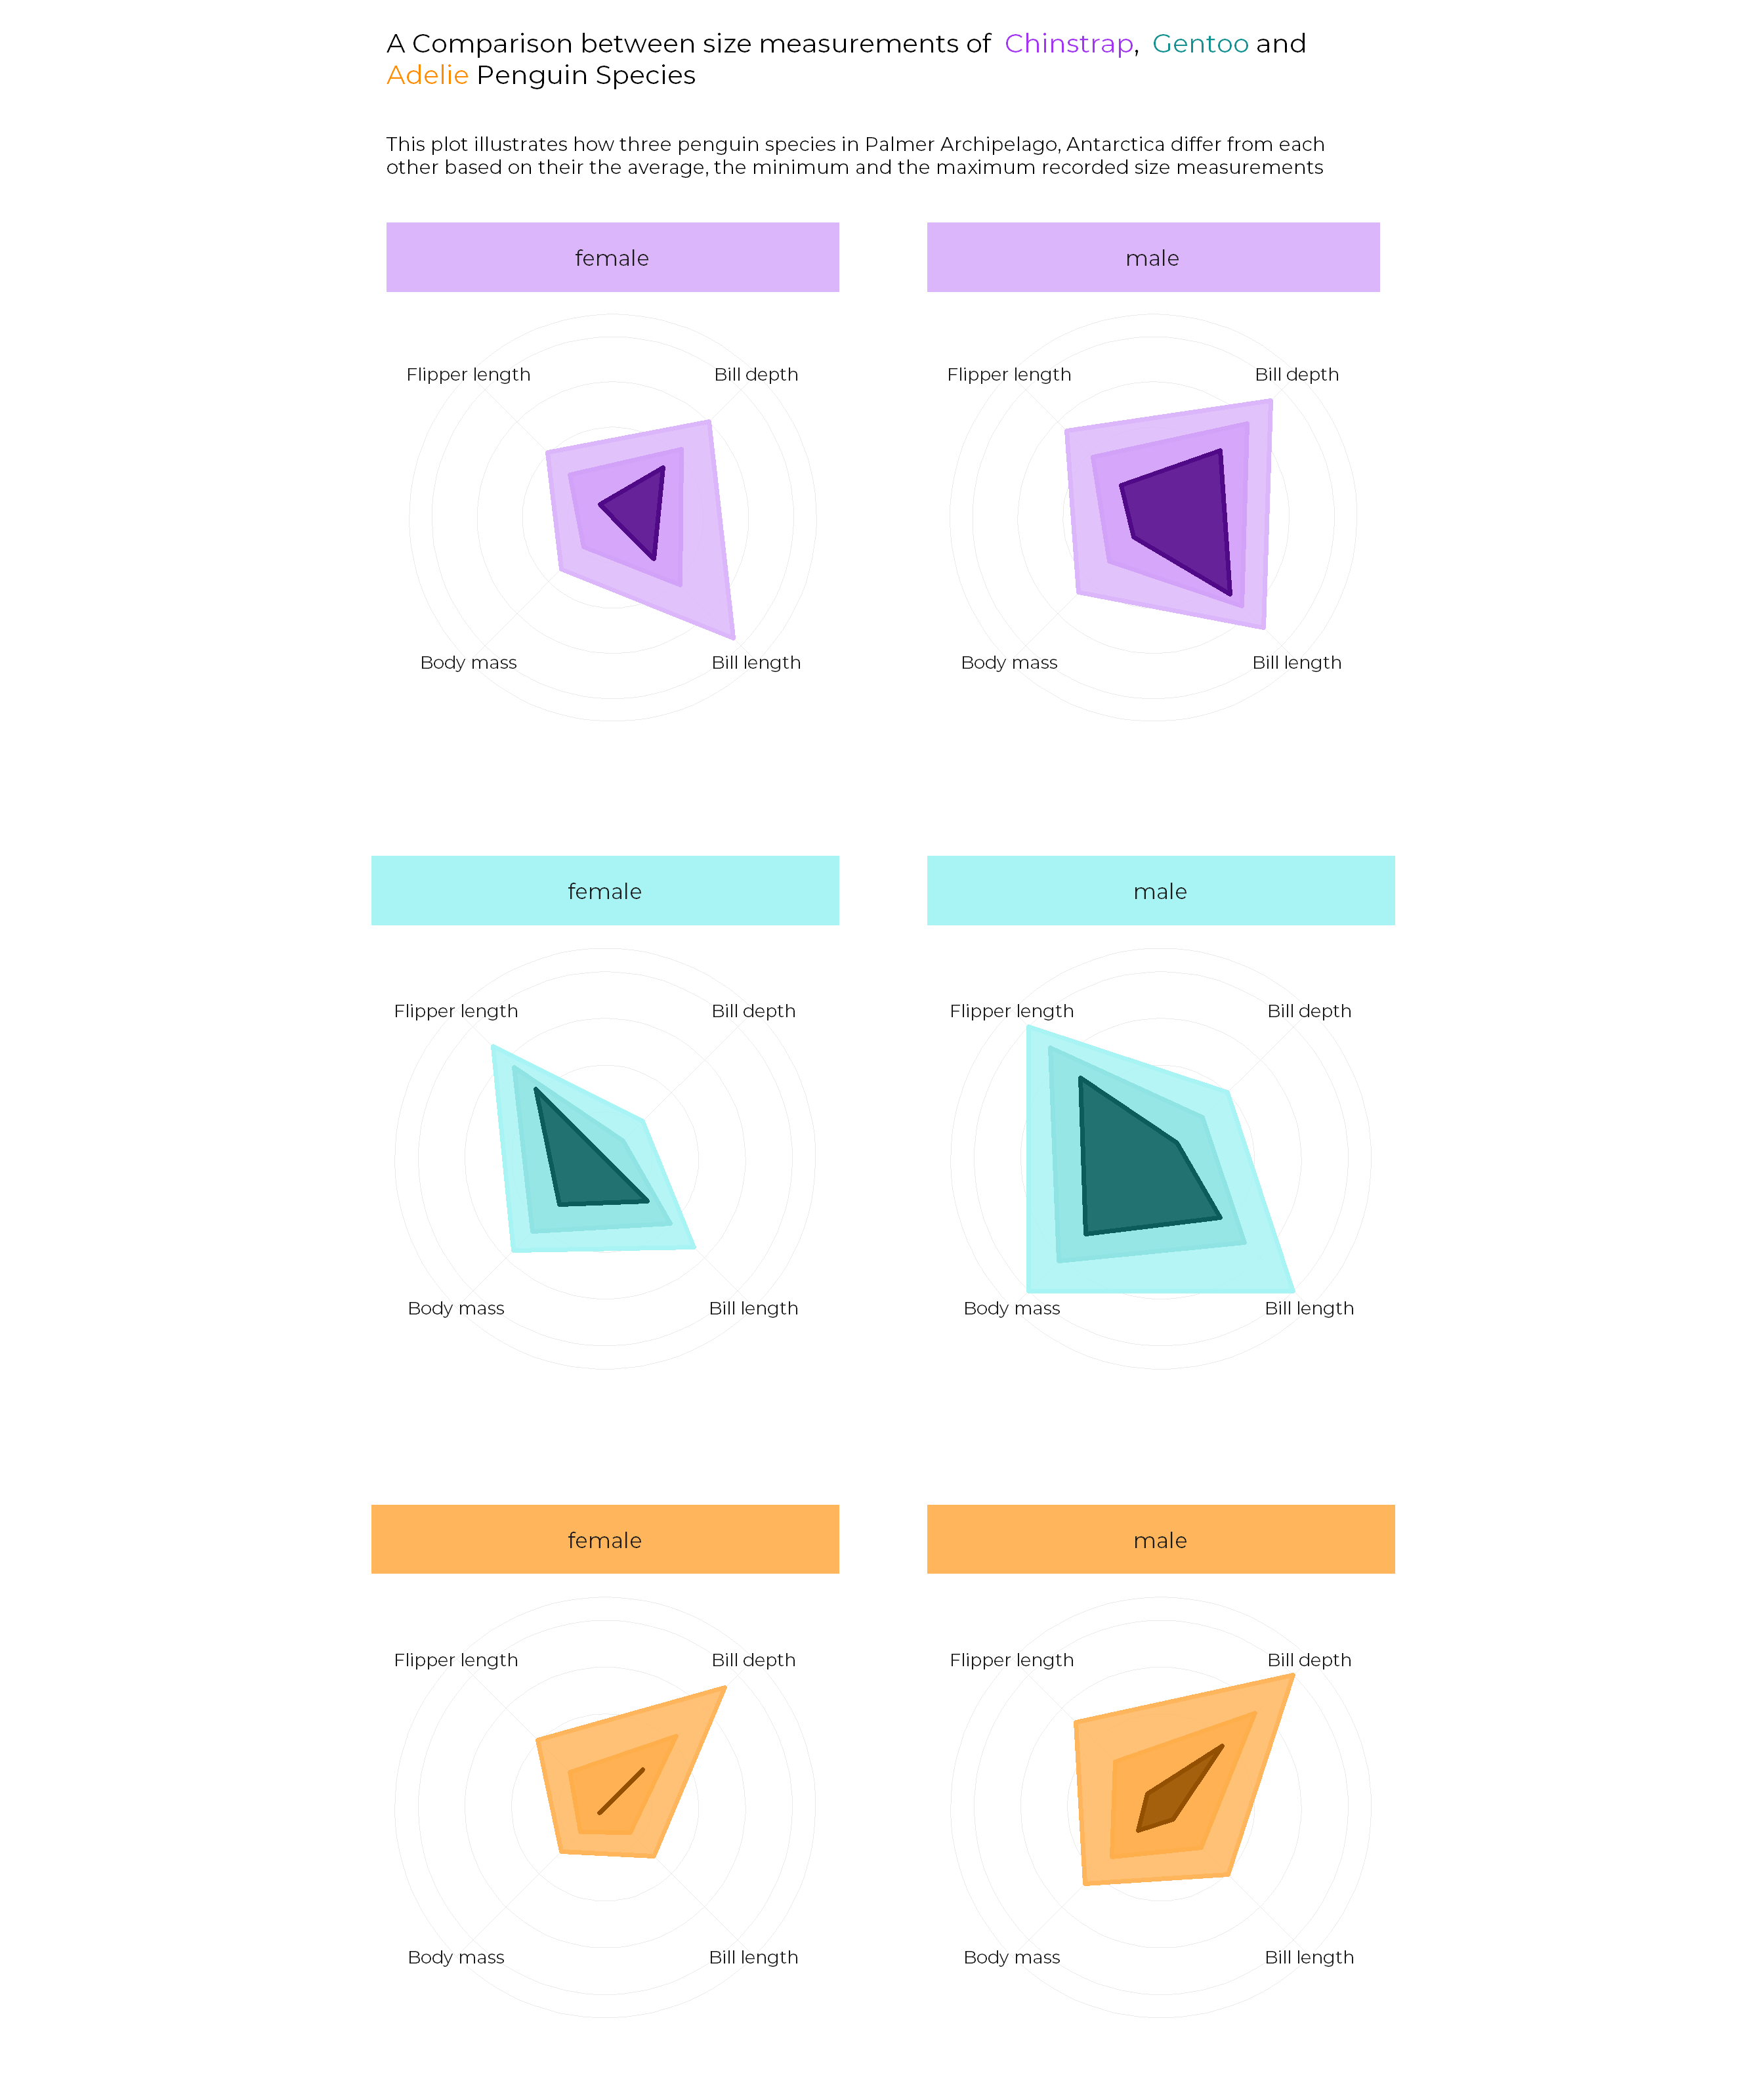 A Comparison between size measurements of Chinstrap, Gentoo and
Adelie Penguin Species
This plot illustrates how three penguin species in Palmer Archipelago, Antarctica differ from each
other based on their the average, the minimum and the maximum recorded size measurements
female
male
Flipper length
Bill depth
Flipper length
Bill depth
Body mass
Bill length
Body mass
Bill length
female
male
Flipper length
Bill depth
Flipper length
Bill depth
Body mass
Bill length
Body mass
Bill length
female
male
Flipper length
Bill depth
Flipper length
Bill depth
Body mass
Bill length
Body mass
Bill length